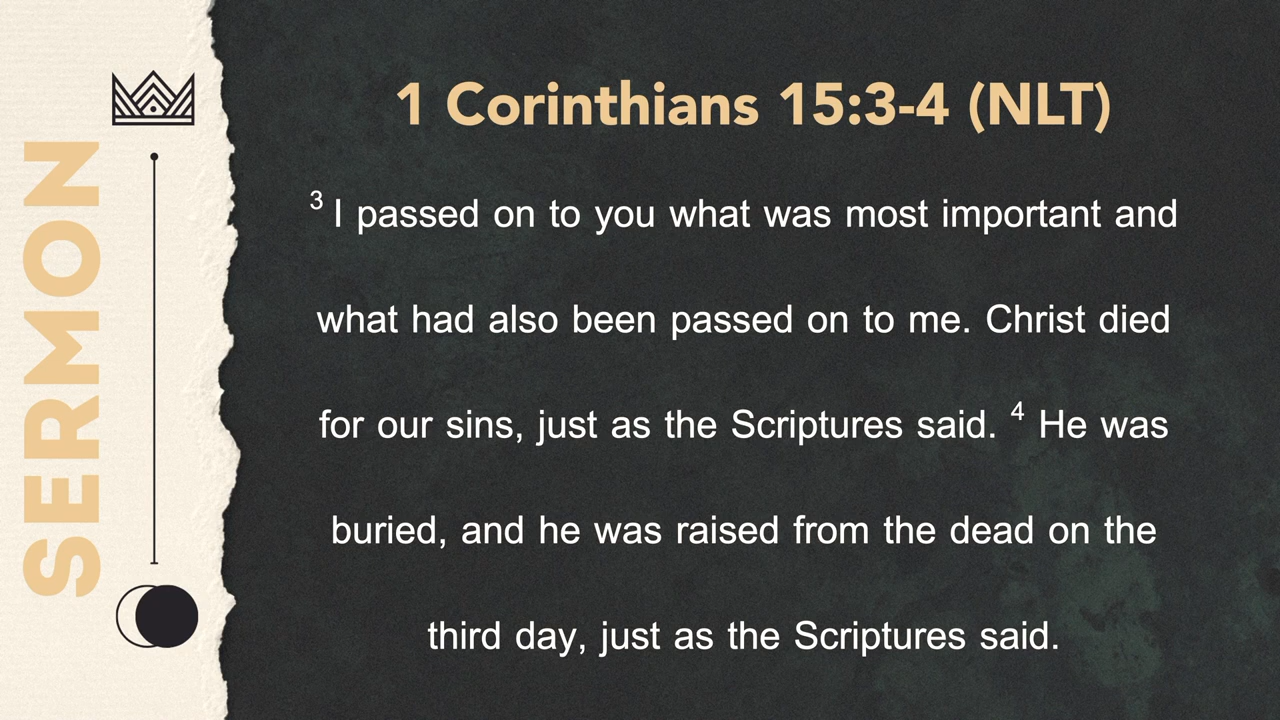 SERMON
1 Corinthians 15:3-4 (NLT)
3 I passed on to you what was most important and
what had also been passed on to me. Christ died
for our sins, just as the Scriptures said. 4 He was
buried, and he was raised from the dead on the
third day, just as the Scriptures said.